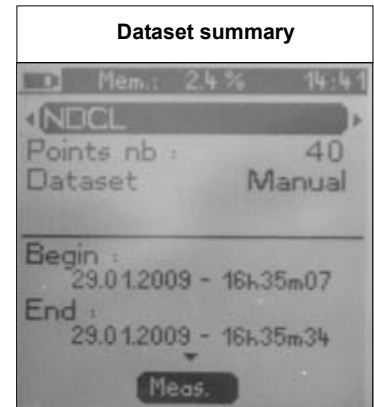 Dataset summary
Mem.: 2.4 % 14:41
NDCL
Points nb : 40
Dataset Manual
Begin :
29.01.2009 - 16h35m07
End :
29.01.2009 - 16h35m34
Meas.